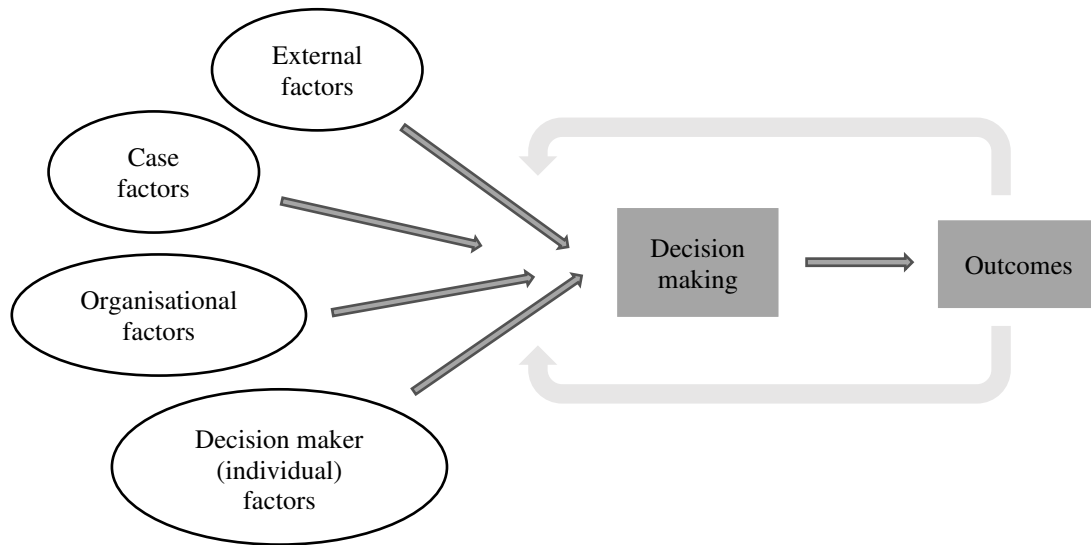 External
factors
Case
factors
Organisational
factors
Decision maker
(individual)
factors
Decision
making
Outcomes